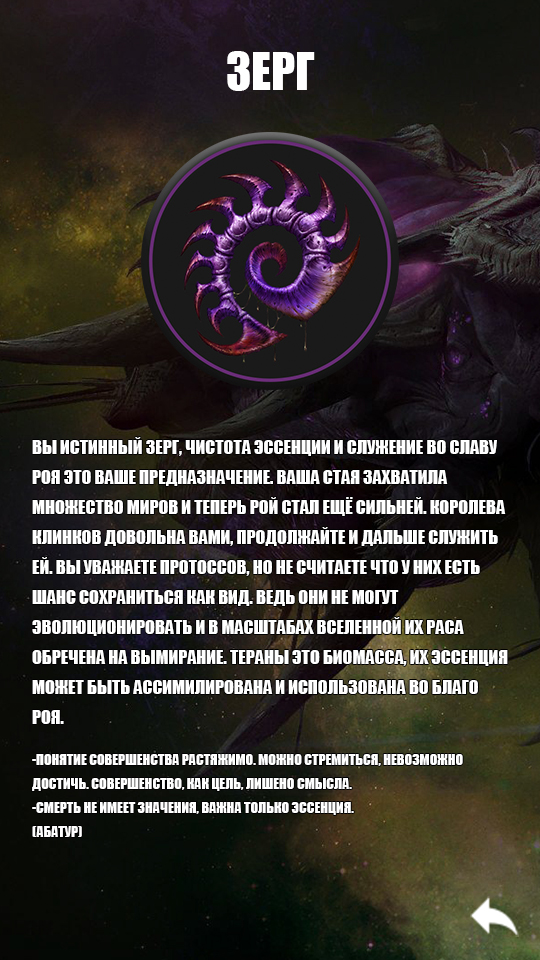 ЗЕРГ
ВЫ ИСТИННЫЙ ЗЕРГ, ЧИСТОТА ЭССЕНЦИИ И СЛУЖЕНИЕ ВО СЛАВУ
РОЯ ЭТО ВАШЕ ПРЕДНАЗНАЧЕНИЕ. ВАША СТАЯ ЗАХВАТИЛА
МНОЖЕСТВО МИРОВ И ТЕПЕРЬ РОЙ СТАЛ ЕЩЁ СИЛЬНЕЙ. КОРОЛЕВА
КЛИНКОВ ДОВОЛЬНА ВАМИ, ПРОДОЛЖАЙТЕ И ДАЛЬШЕ СЛУЖИТЬ
ЕЙ. ВЫ УВАЖАЕТЕ ПРОТОССОВ, НО НЕ СЧИТАЕТЕ ЧТО У НИХ ЕСТЬ
ШАНС СОХРАНИТЬСЯ КАК ВИД. ВЕДЬ ОНИ НЕ МОГУТ
ЭВОЛЮЦИОНИРОВАТЬ И В МАСШТАБАХ ВСЕЛЕННОЙ ИХ РАСА
ОБРЕЧЕНА НА ВЫМИРАНИЕ. ТЕРАНЫ ЭТО БИОМАССА, ИХ ЭССЕНЦИЯ
МОЖЕТ БЫТЬ АССИМИЛИРОВАНА И ИСПОЛЬЗОВАНА ВО БЛАГО
РОЯ.
-ПОНЯТИЕ СОВЕРШЕНСТВА РАСТЯЖИМО. МОЖНО СТРЕМИТЬСЯ, НЕВОЗМОЖНО
ДОСТИЧЬ. СОВЕРШЕНСТВО, КАК ЦЕЛЬ, ЛИШЕНО СМЫСЛА.
-СМЕРТЬ НЕ ИМЕЕТ ЗНАЧЕНИЯ, ВАЖНА ТОЛЬКО ЭССЕНЦИЯ.
(АБАТУР)